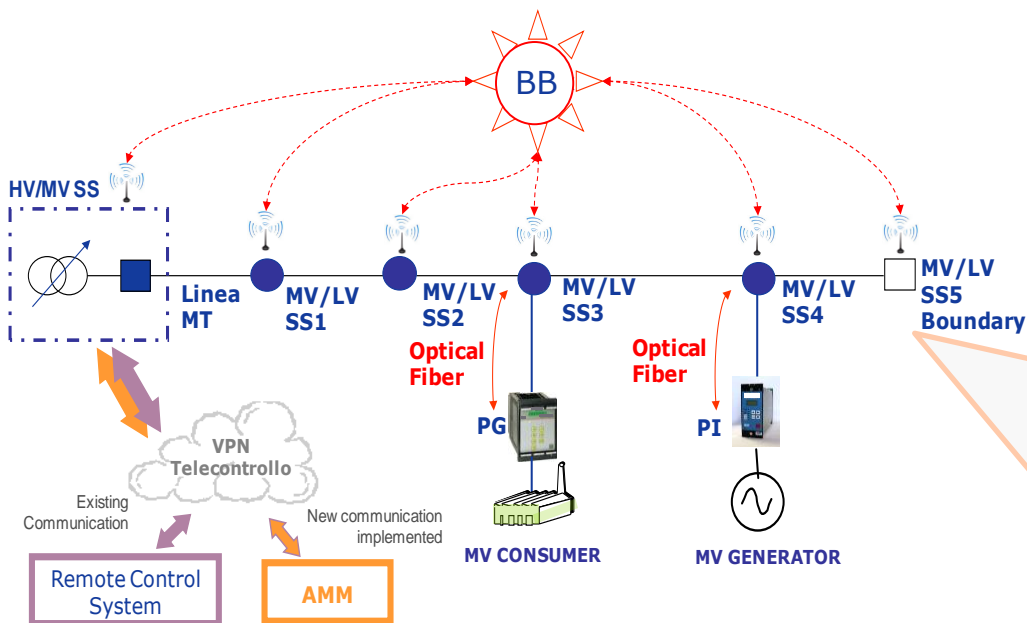 BB
HV/MV SS
Linea
MT
MV/LV
SS1
MV/LV
SS2
MV/LV
SS3
MV/LV
SS4
MV/LV
SS5
Boundary
Optical
Fiber
Optical
Fiber
PG
PI
VPN
Telecontrollo
Existing
Communication
New communication
implemented
MV CONSUMER
MV GENERATOR
Remote Control
System
AMM